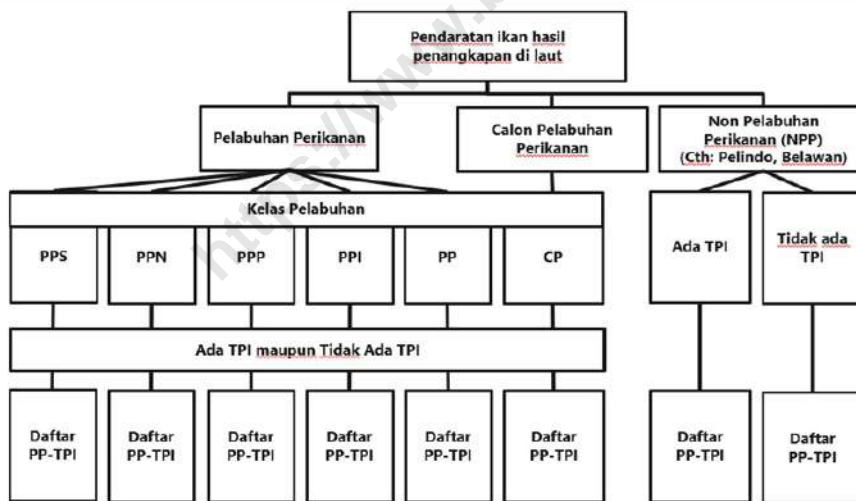 Pendaratan ikan hasil
penangkapan di laut
Pelabuhan Perikanan
Calon Pelabuhan
Perikanan
Non Pelabuhan
Perikanan (NPP)
(Cth: Pelindo, Belawan)
Kelas Pelabuhan
PPS
PPN
PPP
PPI
PP
CP
Ada TPI
Tidak ada
TPI
Ada TPI maupun Tidak Ada TPI
Daftar
PP-TPI
Daftar
PP-TPI
Daftar
PP-TPI
Daftar
PP-TPI
Daftar
PP-TPI
Daftar
PP-TPI
Daftar
PP-TPI
Daftar
PP-TPI
https://www.